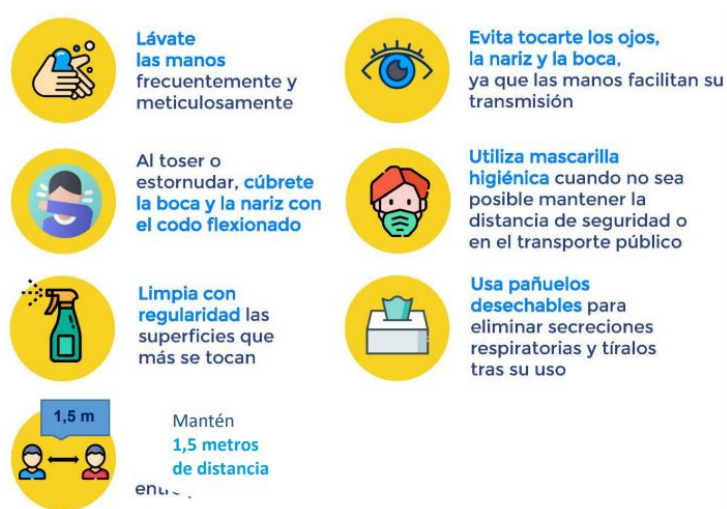 Lávate
las manos
frecuentemente y
meticulosamente
Evita tocarte los ojos,
la nariz y la boca,
ya que las manos facilitan su
transmisión
Al toser o
estornudar, cúbrete
la boca y la nariz con
el codo flexionado
Utiliza mascarilla
higiénica cuando no sea
posible mantener la
distancia de seguridad o
en el transporte público
Limpia con
regularidad las
superficies que
más se tocan
Usa pañuelos
desechables para
eliminar secreciones
respiratorias y tíralos
tras su uso
1,5 m
Mantén
1,5 metros
de distancia